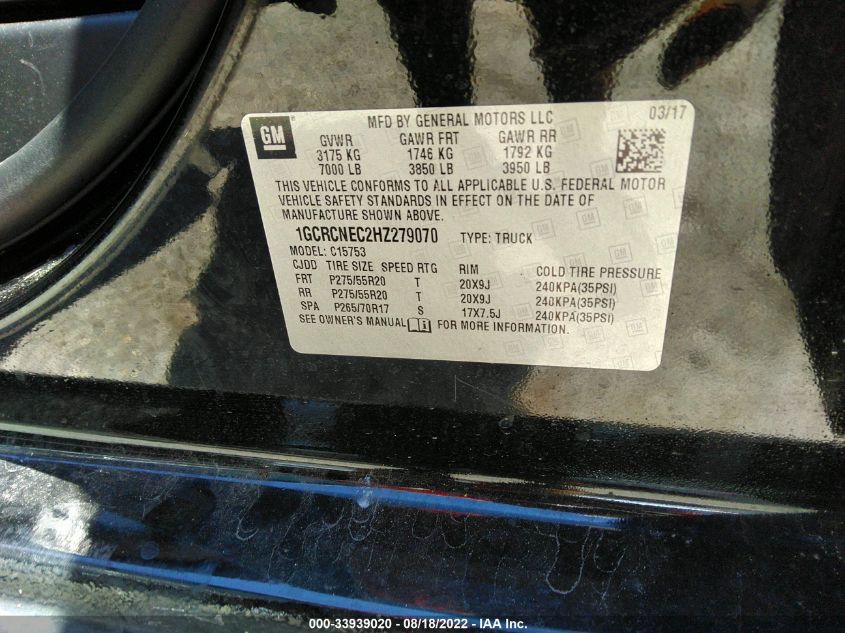 GM
MFD BY GENERAL MOTORS LLC 03/17
GVWR GAWR FRT GAWR RR
3175 KG 1746 KG 1792 KG
7000 LB 3850 LB 3950 LB
THIS VEHICLE CONFORMS TO ALL APPLICABLE U.S. FEDERAL MOTOR
VEHICLE SAFETY STANDARDS IN EFFECT ON THE DATE OF
MANUFACTURE SHOWN ABOVE.
1GCRCNEC2HZ279070 TYPE: TRUCK
MODEL: C15753
CJDD TIRE SIZE SPEED RTG RIM COLD TIRE PRESSURE
FRT P275/55R20 T 20X9J 240KPA(35PSI)
RR P275/55R20 T 20X9J 240KPA(35PSI)
SPA P265/70R17 S 17X7.5J 240KPA(35PSI)
SEE OWNER'S MANUAL FOR MORE INFORMATION.
000-33939020 - 08/18/2022 - IAA Inc.